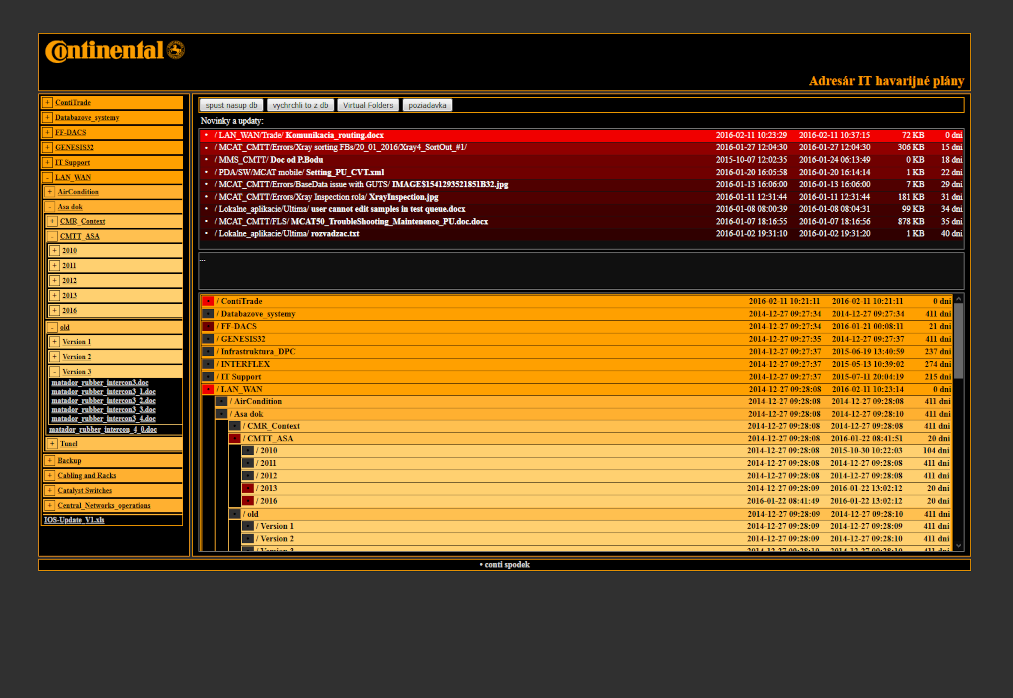 Continental
Adresár IT havarijné plány
+ ContiTrade
+ Databazove_systemy
+ FF-DACS
+ GENESIS32
+ IT Support
- LAN_WAN
+ AirCondition
- Asa dok
+ CMR_Context
- CMTT_ASA
+ 2010
+ 2011
+ 2012
+ 2013
+ 2016
- old
+ Version 1
+ Version 2
- Version 3
matador_rubber_intercon3.doc
matador_rubber_intercon3_1.doc
matador_rubber_intercon3_2.doc
matador_rubber_intercon3_3.doc
matador_rubber_intercon3_4.doc
matador_rubber_intercon_4_0.doc
+ Tunel
+ Backup
+ Cabling and Racks
+ Catalyst Switches
+ Central_Networks_operations
IOS-Update_V1.xls
spust nasup db vychrchli to z db Virtual Folders poziadavka
Novinky a updaty:
• / LAN_WAN/Trade/ Komunikacia_routing.docx 2016-02-11 10:23:29 2016-02-11 10:37:15 72 KB 0 dni
• / MCAT_CMTT/Errors/Xray sorting FBs/20_01_2016/Xray4_SortOut_#1/ 2016-01-27 12:04:30 2016-01-27 12:04:30 306 KB 15 dni
• / MMS_CMTT/ Doc od P.Bodu 2015-10-07 12:02:35 2016-01-24 06:13:49 0 KB 18 dni
• / PDA/SW/MCAT mobile/ Setting_PU_CVT.xml 2016-01-20 16:05:58 2016-01-20 16:14:14 1 KB 22 dni
• / MCAT_CMTT/Errors/BaseData issue with GUTS/ IMAGES1541293521851B32.jpg 2016-01-13 16:06:00 2016-01-13 16:06:00 7 KB 29 dni
• / MCAT_CMTT/Errors/Xray Inspection rola/ XrayInspection.jpg 2016-01-11 12:31:44 2016-01-11 12:31:44 181 KB 31 dni
• / Lokalne_aplikacie/Ultima/ user cannot edit samples in test queue.docx 2016-01-08 08:00:39 2016-01-08 08:04:31 99 KB 34 dni
• / MCAT_CMTT/FLS/ MCAT50_TroubleShooting_Maintenence_PU.doc.docx 2016-01-07 18:16:55 2016-01-07 18:16:56 878 KB 35 dni
• / Lokalne_aplikacie/Ultima/ rozvadzac.txt 2016-01-02 19:31:10 2016-01-02 19:31:20 1 KB 40 dni
...
• / ContiTrade 2016-02-11 10:21:11 2016-02-11 10:21:11 0 dni
• / Databazove_systemy 2014-12-27 09:27:34 2014-12-27 09:27:34 411 dni
• / FF-DACS 2014-12-27 09:27:34 2016-01-21 00:08:11 21 dni
• / GENESIS32 2014-12-27 09:27:35 2014-12-27 09:27:37 411 dni
• / Infrastruktura_DPC 2014-12-27 09:27:37 2015-06-19 13:40:59 237 dni
• / INTERFLEX 2014-12-27 09:27:37 2015-05-13 10:39:02 274 dni
• / IT Support 2014-12-27 09:27:37 2015-07-11 20:04:19 215 dni
• / LAN_WAN 2014-12-27 09:28:08 2016-02-11 10:23:14 0 dni
• / AirCondition 2014-12-27 09:28:08 2014-12-27 09:28:08 411 dni
• / Asa dok 2014-12-27 09:28:08 2014-12-27 09:28:10 411 dni
• / CMR_Context 2014-12-27 09:28:08 2014-12-27 09:28:08 411 dni
• / CMTT_ASA 2014-12-27 09:28:08 2016-01-22 08:41:51 20 dni
• / 2010 2014-12-27 09:28:08 2015-10-30 10:22:03 104 dni
• / 2011 2014-12-27 09:28:08 2014-12-27 09:28:08 411 dni
• / 2012 2014-12-27 09:28:08 2014-12-27 09:28:08 411 dni
• / 2013 2014-12-27 09:28:09 2016-01-22 13:02:12 20 dni
• / 2016 2016-01-22 08:41:49 2016-01-22 13:02:12 20 dni
• / old 2014-12-27 09:28:09 2014-12-27 09:28:10 411 dni
• / Version 1 2014-12-27 09:28:09 2014-12-27 09:28:09 411 dni
• / Version 2 2014-12-27 09:28:09 2014-12-27 09:28:10 411 dni
• / Version 3 2014-12-27 09:28:10 2014-12-27 09:28:10 411 dni
• conti spodek